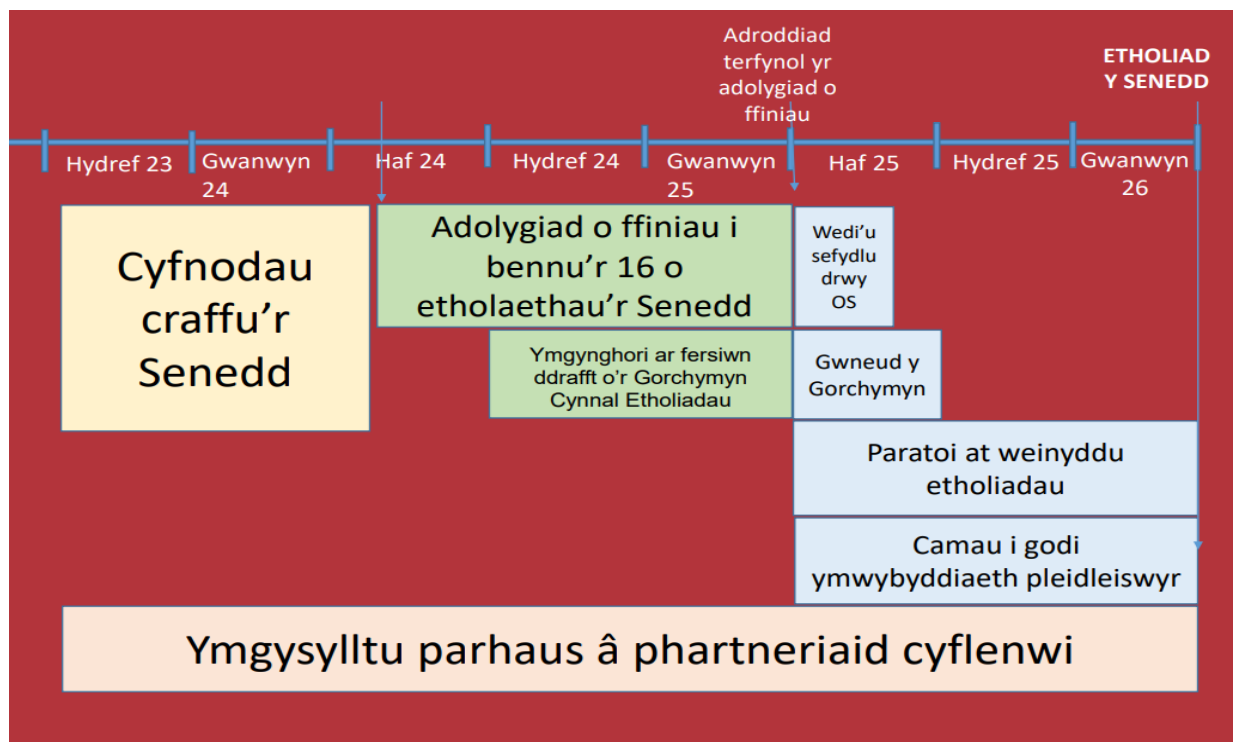 Adroddiad
terfynol yr
adolygiad o
ffiniau
ETHOLIAD
Y SENEDD
Hydref 23
Gwanwyn
24
Haf 24
Hydref 24
Gwanwyn
25
Haf 25
Hydref 25
Gwanwyn
26
Cyfnodau
craffu’r
Senedd
Adolygiad o ffiniau i
bennu’r 16 o
etholaethau’r Senedd
Wedi’u
sefydlu
drwy
OS
Ymgynghori ar fersiwn
ddrafft o’r Gorchymyn
Cynnal Etholiadau
Gwneud y
Gorchymyn
Paratoi at weinyddu
etholiadau
Camau i godi
ymwybyddiaeth pleidleiswyr
Ymgysylltu parhaus â phartneriaid cyflenwi